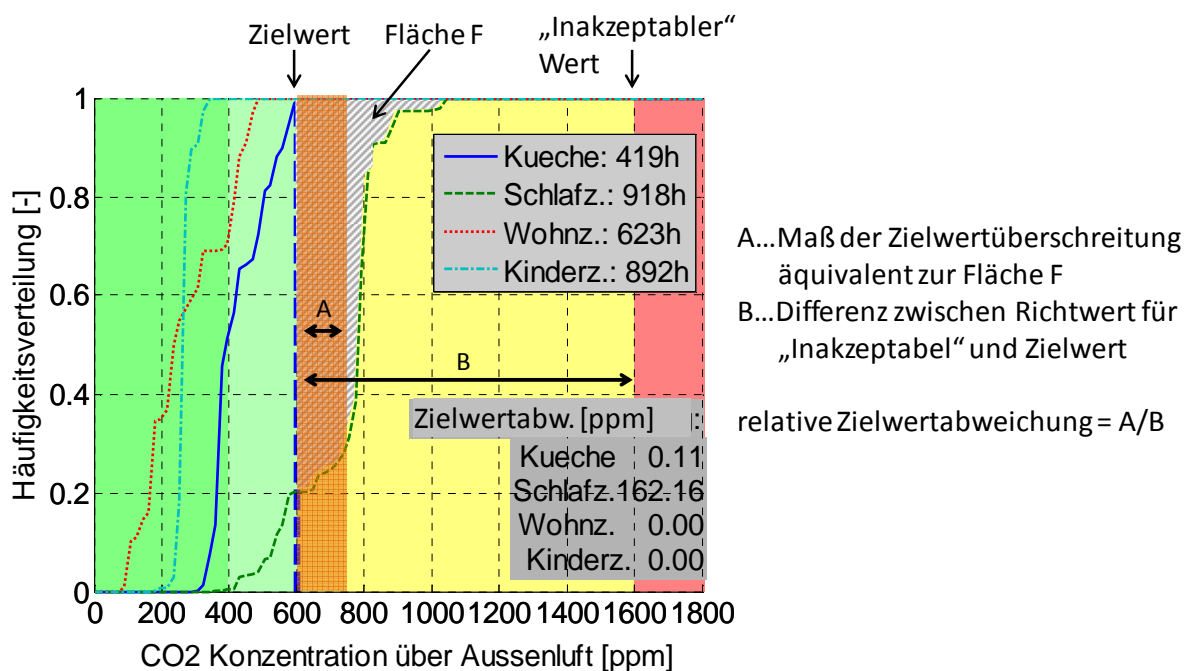 Zielwert
Fläche F
„Inakzeptabler“
Wert
Häufigkeitsverteilung [-]
1
0.8
0.6
0.4
0.2
0
Kueche: 419h
Schlafz.: 918h
Wohnz.: 623h
Kinderz.: 892h
A
B
Zielwertabw. [ppm] :
Kueche 0.11
Schlafz.162.16
Wohnz. 0.00
Kinderz. 0.00
0 200 400 600 800 1000 1200 1400 1600 1800
CO2 Konzentration über Aussenluft [ppm]
A...Maß der Zielwertüberschreitung
äquivalent zur Fläche F
B...Differenz zwischen Richtwert für
„Inakzeptabel“ und Zielwert
relative Zielwertabweichung = A/B